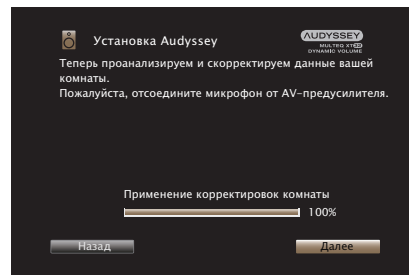 Установка Audyssey
AUDYSSEY
MULTEQ XT32
DYNAMIC VOLUME
Теперь проанализируем и скорректируем данные вашей
комнаты.
Пожалуйста, отсоедините микрофон от AV-предусилителя.
Применение корректировок комнаты
100%
Назад
Далее